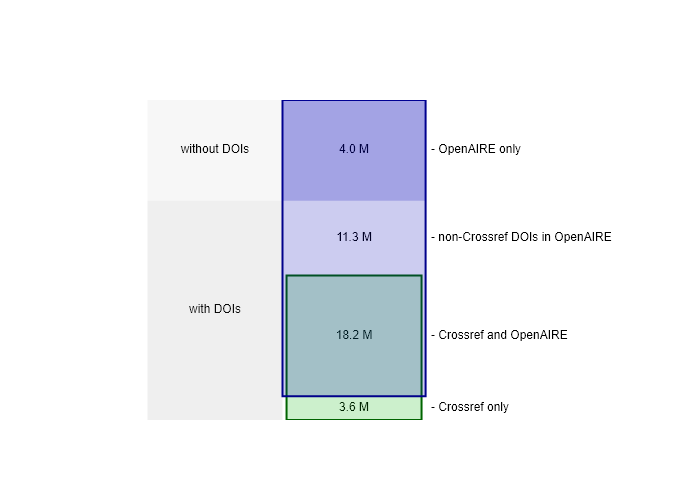 without DOIs
4.0 M
- OpenAIRE only
11.3 M
- non-Crossref DOIs in OpenAIRE
with DOIs
18.2 M
- Crossref and OpenAIRE
3.6 M
- Crossref only